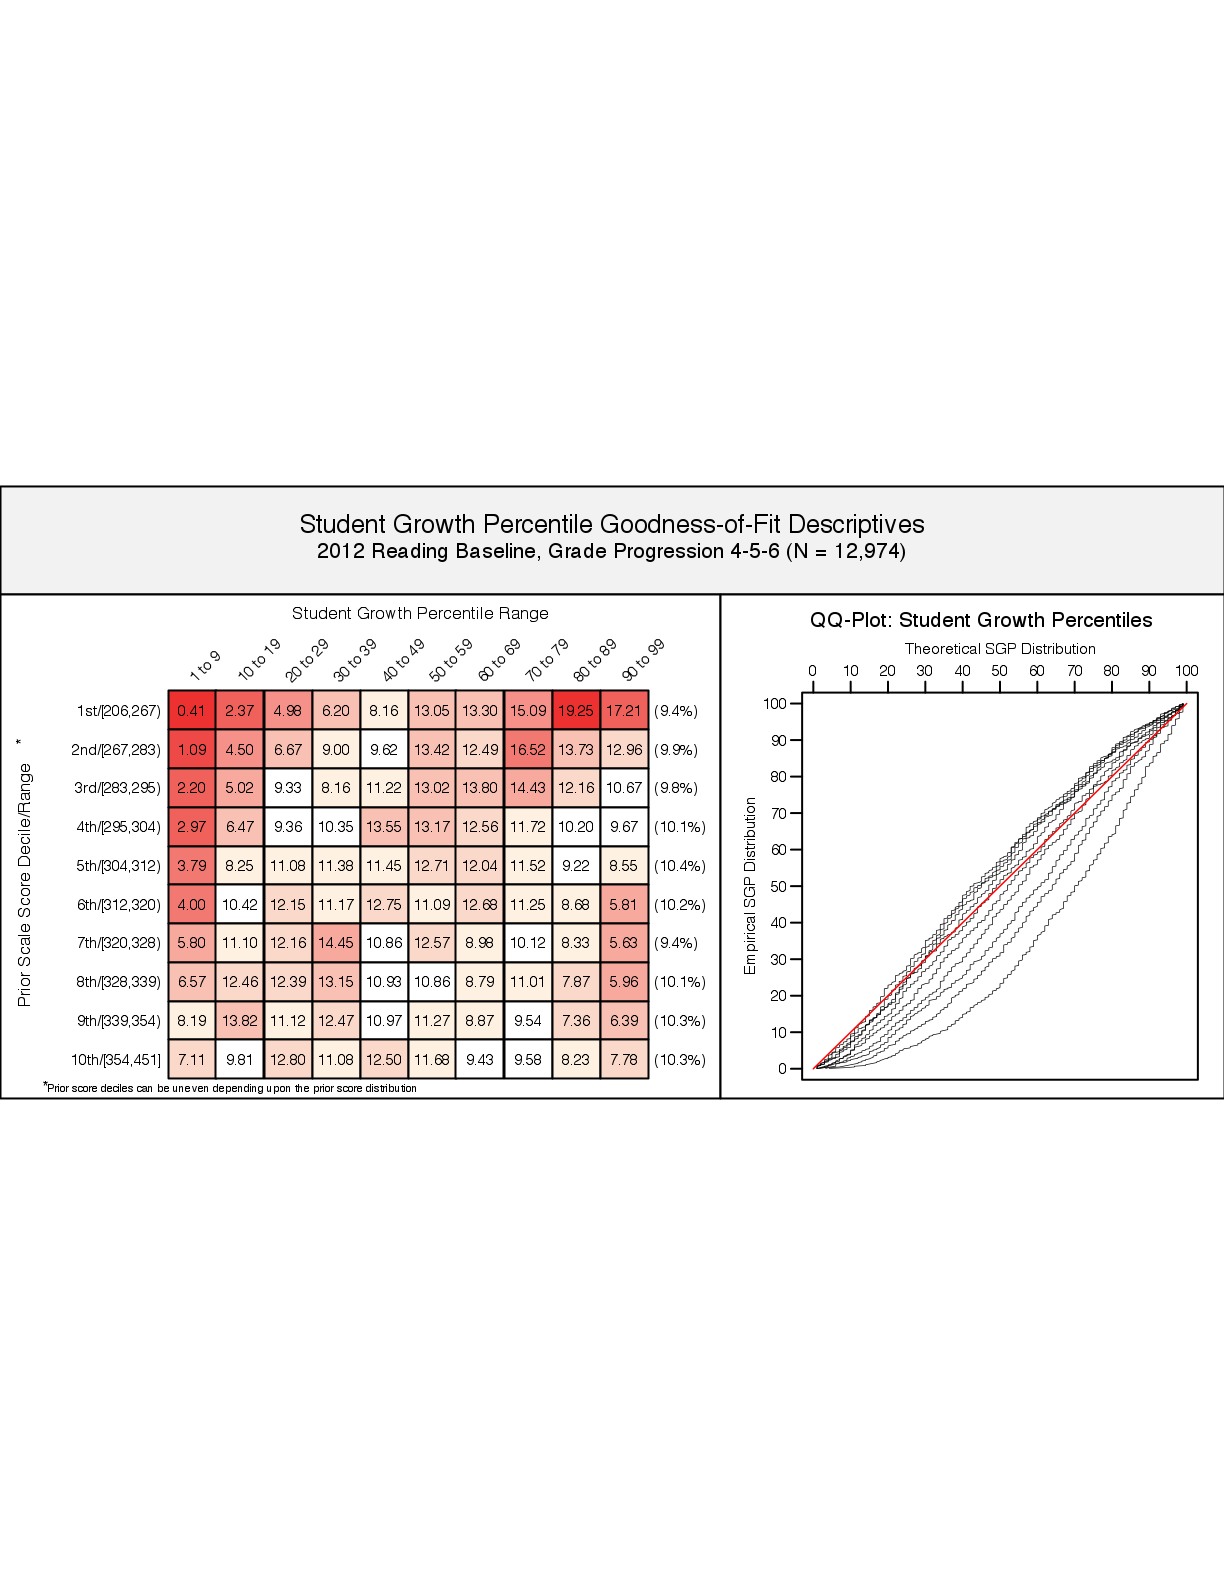 Student Growth Percentile Goodness-of-Fit Descriptives
2012 Reading Baseline, Grade Progression 4-5-6 (N = 12,974)
Student Growth Percentile Range
1 to 9 10 to 19 20 to 29 30 to 39 40 to 49 50 to 59 60 to 69 70 to 79 80 to 89 90 to 99
Prior Scale Score Decile/Range *
1st/[206,267) 0.41 2.37 4.98 6.20 8.16 13.05 13.30 15.09 19.25 17.21 (9.4%)
2nd/[267,283) 1.09 4.50 6.67 9.00 9.62 13.42 12.49 16.52 13.73 12.96 (9.9%)
3rd/[283,295) 2.20 5.02 9.33 8.16 11.22 13.02 13.80 14.43 12.16 10.67 (9.8%)
4th/[295,304) 2.97 6.47 9.36 10.35 13.55 13.17 12.56 11.72 10.20 9.67 (10.1%)
5th/[304,312) 3.79 8.25 11.08 11.38 11.45 12.71 12.04 11.52 9.22 8.55 (10.4%)
6th/[312,320) 4.00 10.42 12.15 11.17 12.75 11.09 12.68 11.25 8.68 5.81 (10.2%)
7th/[320,328) 5.80 11.10 12.16 14.45 10.86 12.57 8.98 10.12 8.33 5.63 (9.4%)
8th/[328,339) 6.57 12.46 12.39 13.15 10.93 10.86 8.79 11.01 7.87 5.96 (10.1%)
9th/[339,354) 8.19 13.82 11.12 12.47 10.97 11.27 8.87 9.54 7.36 6.39 (10.3%)
10th/[354,451] 7.11 9.81 12.80 11.08 12.50 11.68 9.43 9.58 8.23 7.78 (10.3%)
*Prior score deciles can be uneven depending upon the prior score distribution
QQ-Plot: Student Growth Percentiles
Theoretical SGP Distribution
0 10 20 30 40 50 60 70 80 90 100
Empirical SGP Distribution
100
90
80
70
60
50
40
30
20
10
0